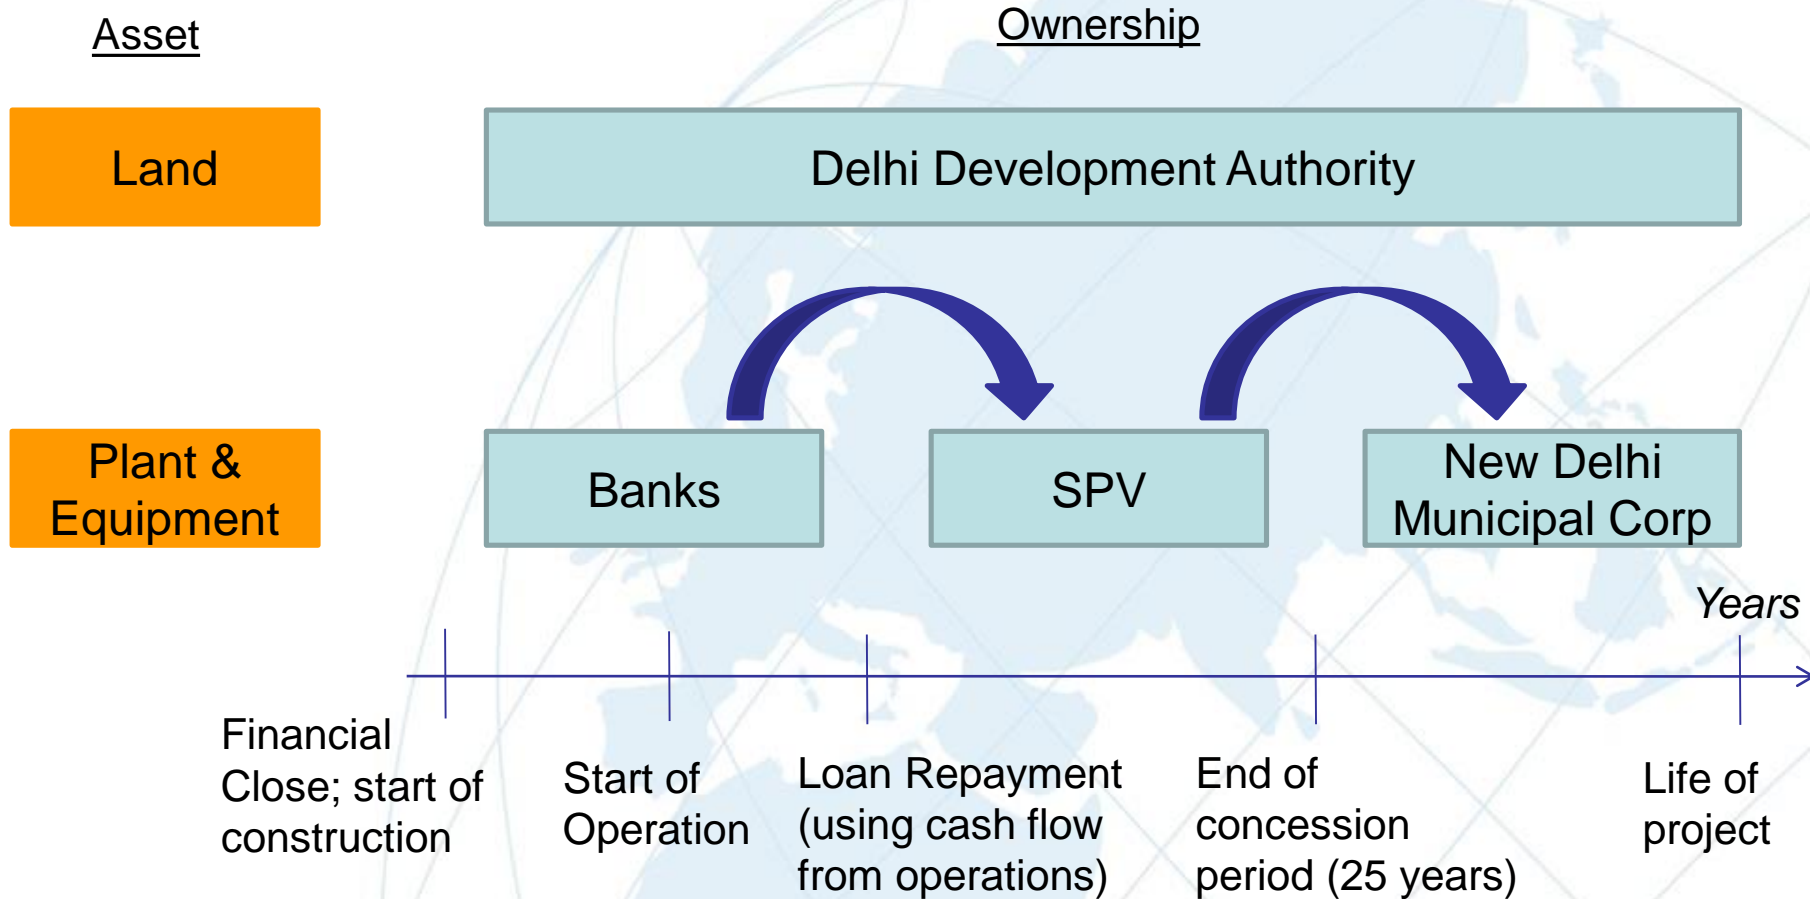 Asset
Ownership
Land
Delhi Development Authority
Plant &
Equipment
Banks
SPV
New Delhi
Municipal Corp
Years
Financial
Close; start of
construction
Start of
Operation
Loan Repayment
(using cash flow
from operations)
End of
concession
period (25 years)
Life of
project